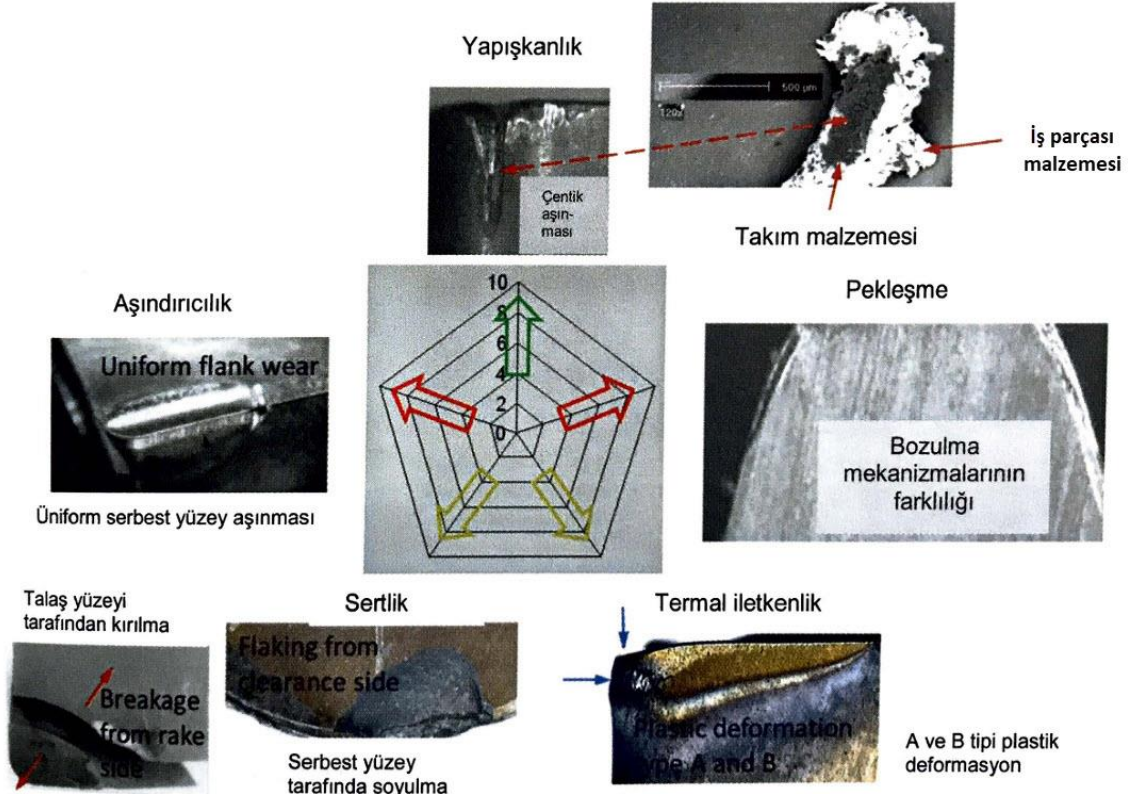 Yapışkanlık
500 µm
120x
İş parçası
malzemesi
Çentik
aşın-
ması
Takım malzemesi
Aşındırıcılık
Uniform flank wear
Üniform serbest yüzey aşınması
10
8
6
4
2
0
Pekleşme
Bozulma
mekanizmalarının
farklılığı
Talaş yüzeyi
tarafından kırılma
Breakage
from rake
side
Sertlik
Flaking from
clearance side
Serbest yüzey
tarafında soyulma
Termal iletkenlik
Plastic deformation
type A and B
A ve B tipi plastik
deformasyon